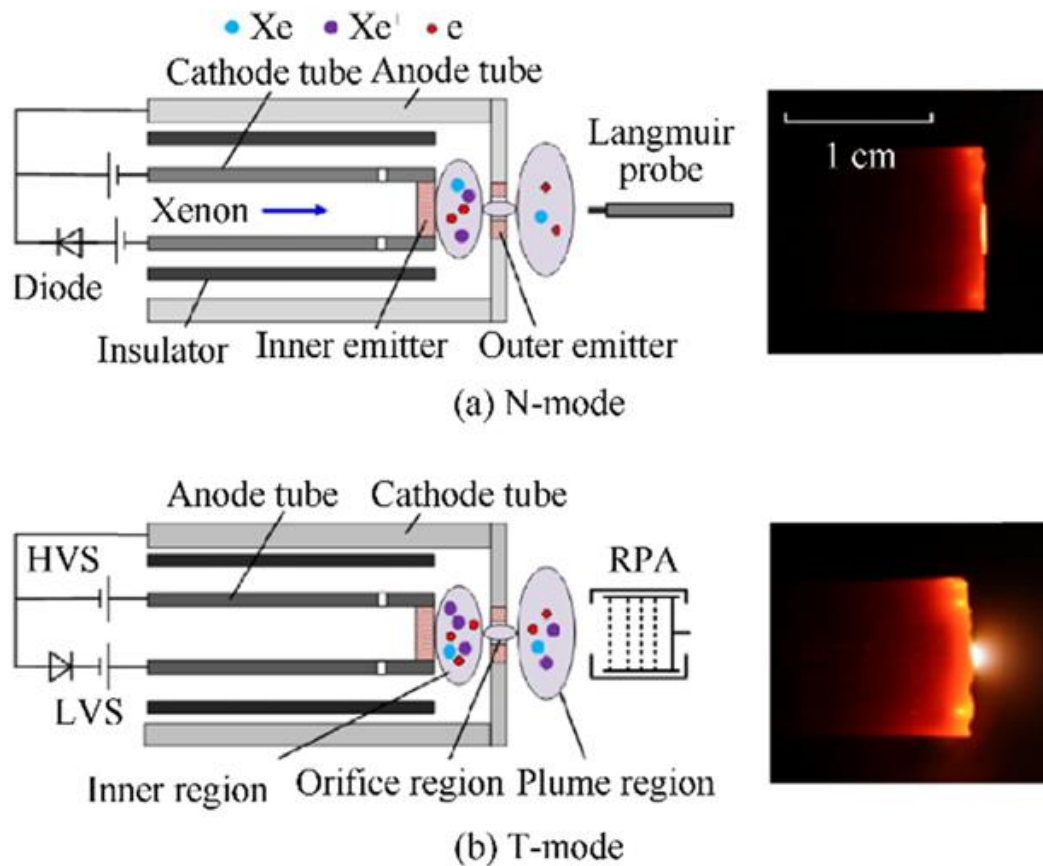 Xe Xe⁺ e
Cathode tube Anode tube
Langmuir
probe
1 cm
Xenon
Diode
Insulator Inner emitter Outer emitter
(a) N-mode
Anode tube Cathode tube
HVS
RPA
LVS
Inner region Orifice region Plume region
(b) T-mode